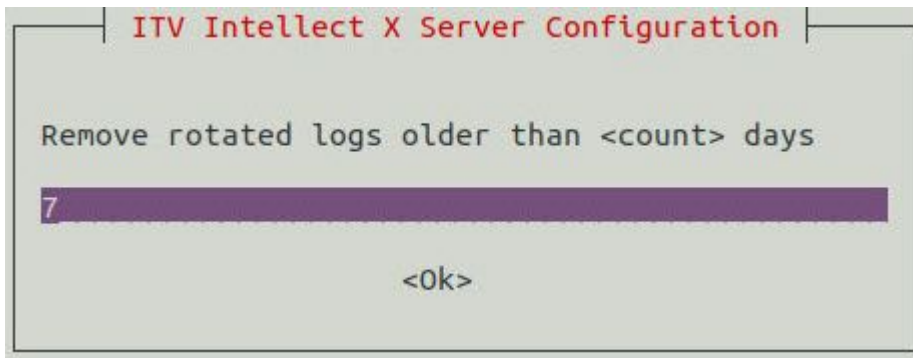 ITV Intellect X Server Configuration
Remove rotated logs older than <count> days
7
<Ok>